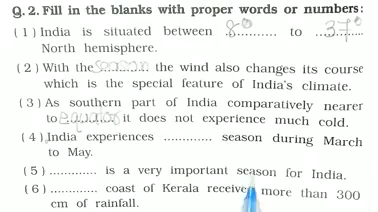 Q. 2. Fill in the blanks with proper words or numbers:
( 1 ) India is situated between 8° to 37°
North hemisphere.
( 2 ) With the season the wind also changes its course
which is the special feature of India's climate.
( 3 ) As southern part of India comparatively nearer
to equator it does not experience much cold.
( 4 ) India experiences ............. season during March
to May.
( 5 ) ............. is a very important season for India.
( 6 ) ............. coast of Kerala receives more than 300
cm of rainfall.